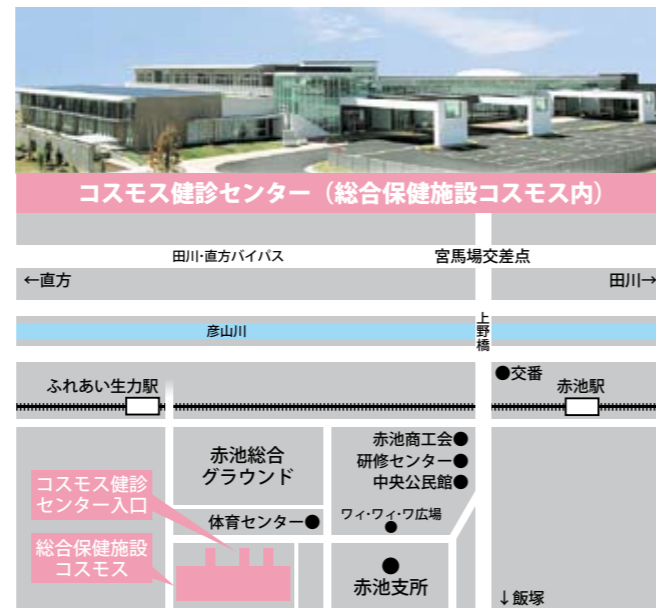 コスモス健診センター（総合保健施設コスモス内）
田川・直方バイパス
宮馬場交差点
←直方
田川→
彦山川
上野橋
●交番
ふれあい生力駅
赤池駅
赤池総合
グラウンド
赤池商工会●
研修センター●
中央公民館●
コスモス健診
センター入口
体育センター●
ワィ・ワィ・ワ広場
総合保健施設
コスモス
赤池支所
↓飯塚